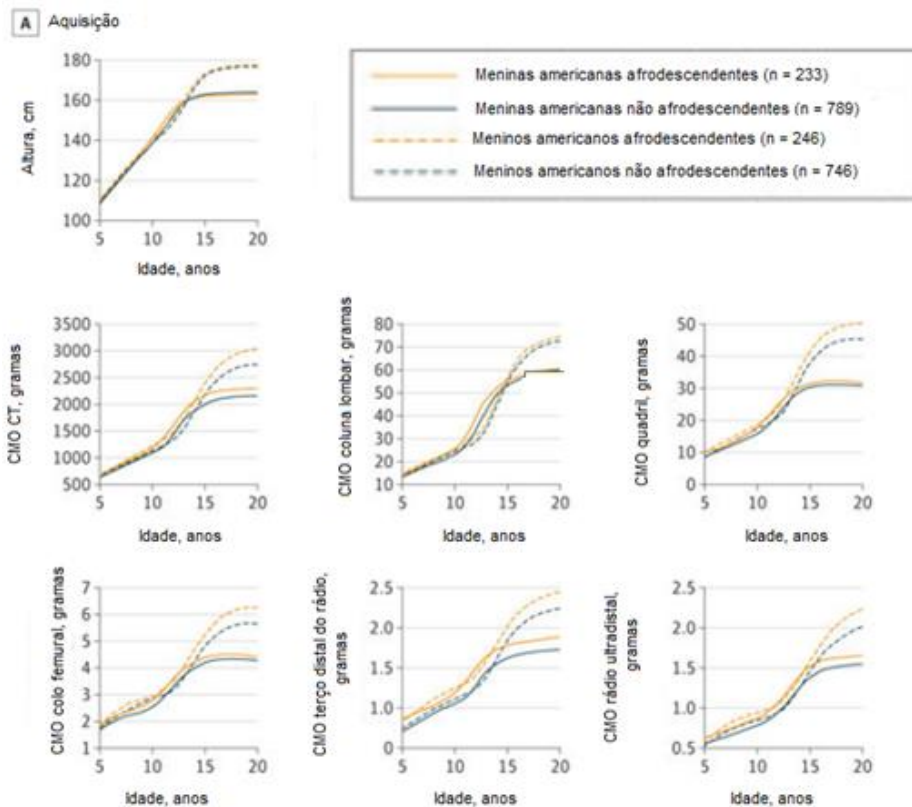 A Aquisição
Altura, cm
180
160
140
120
100
5 10 15 20
Idade, anos
Meninas americanas afrodescendentes (n = 233)
Meninas americanas não afrodescendentes (n = 789)
Meninos americanos afrodescendentes (n = 246)
Meninos americanos não afrodescendentes (n = 746)
CMO CT, gramas
3500
3000
2500
2000
1500
1000
500
5 10 15 20
Idade, anos
CMO coluna lombar, gramas
80
70
60
50
40
30
20
10
5 10 15 20
Idade, anos
CMO quadril, gramas
50
40
30
20
10
0
5 10 15 20
Idade, anos
CMO colo femural, gramas
7
6
5
4
3
2
1
5 10 15 20
Idade, anos
CMO terço distal do rádio,
gramas
2.5
2.0
1.5
1.0
0
5 10 15 20
Idade, anos
CMO rádio ultradistal,
gramas
2.5
2.0
1.5
1.0
0.5
5 10 15 20
Idade, anos